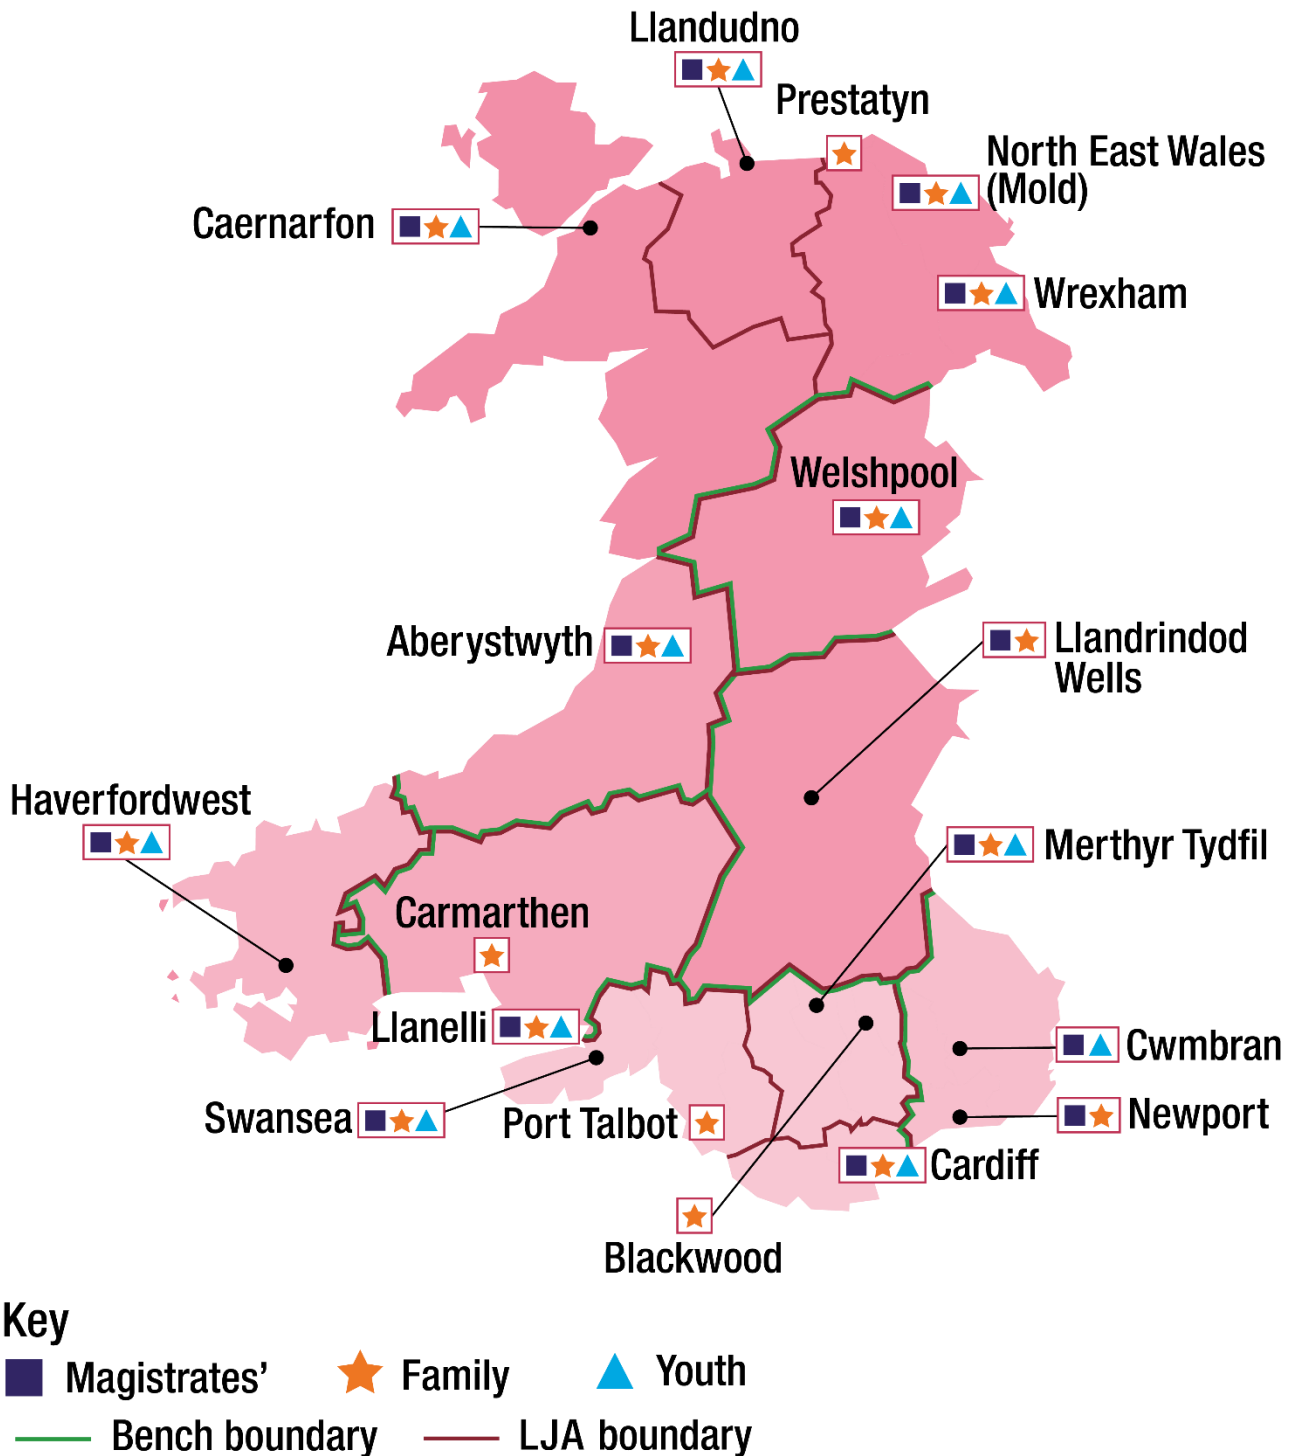 Llandudno
Prestatyn
North East Wales
(Mold)
Caernarfon
Wrexham
Welshpool
Aberystwyth
Llandrindod
Wells
Haverfordwest
Merthyr Tydfil
Carmarthen
Llanelli
Cwmbran
Swansea
Port Talbot
Newport
Cardiff
Blackwood
Key
Magistrates’
Family
Youth
Bench boundary
LJA boundary